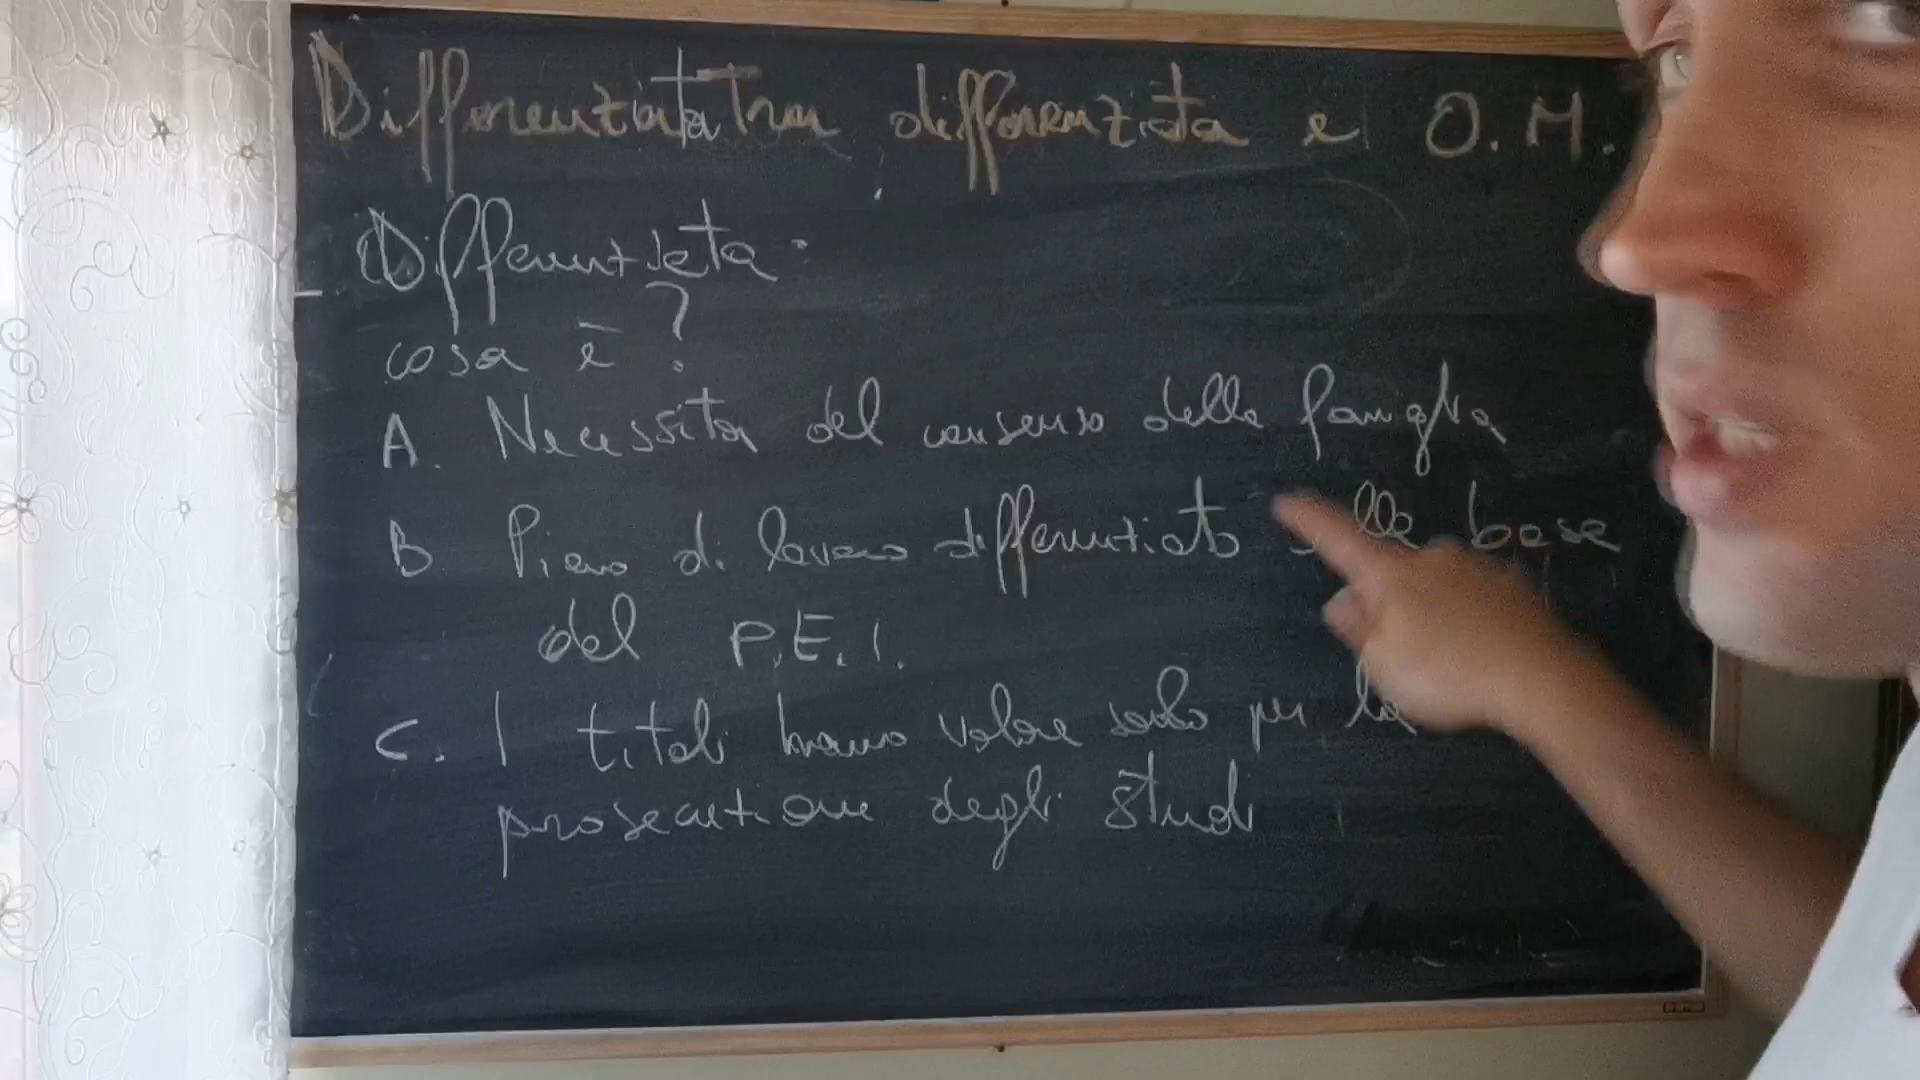 Differenziata Tra differenziata e O.M.
- Differenziata:
cosa è?
A. Necessita del consenso della famiglia
B Piano di lavoro differenziato sulla base
del P.E.I.
C. I titoli hanno valore solo per la
prosecuzione degli studi